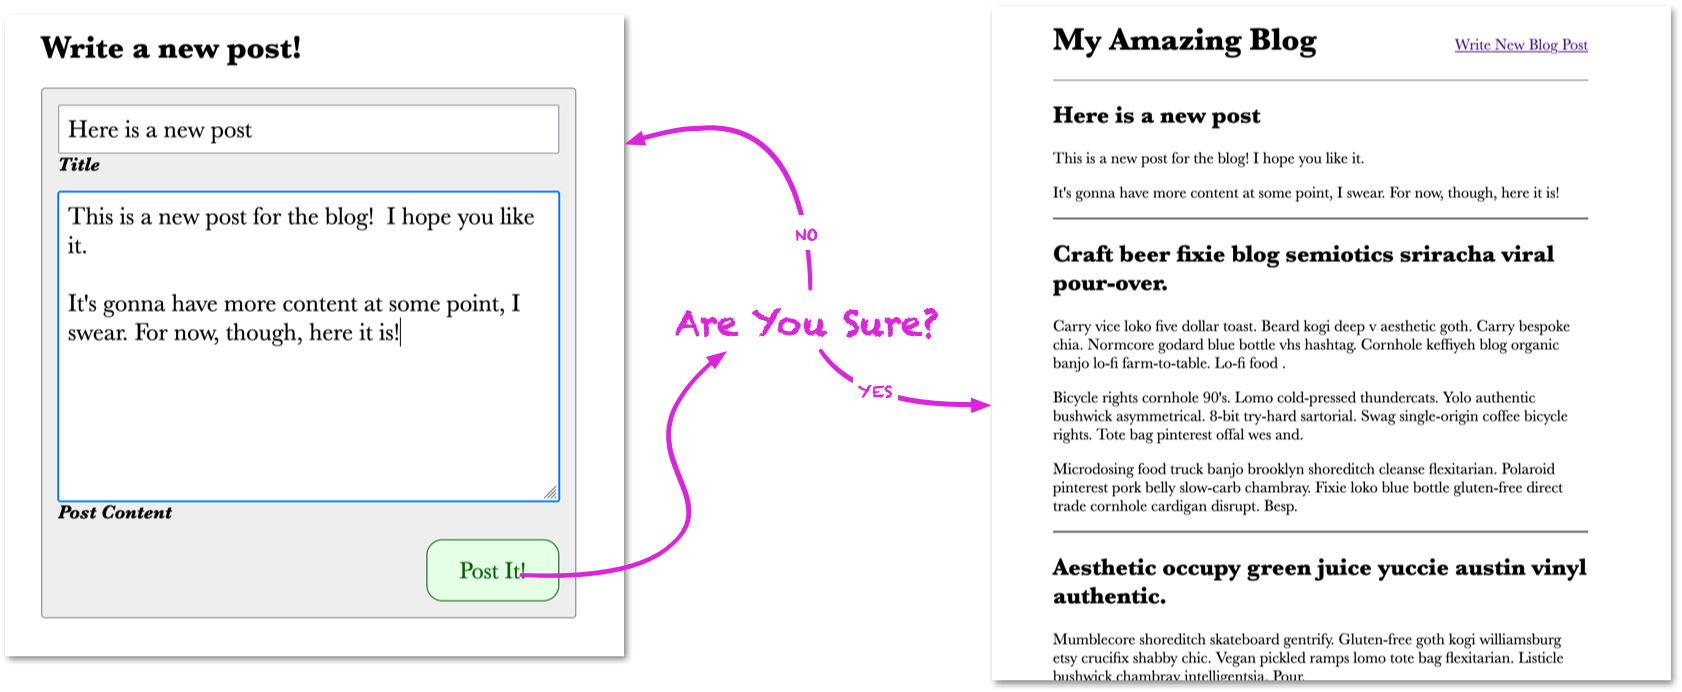 Write a new post!
Here is a new post
Title
This is a new post for the blog!  I hope you like
it.
It's gonna have more content at some point, I
swear. For now, though, here it is!
Post Content
Post It!
NO
Are You Sure?
YES
My Amazing Blog
Write New Blog Post
Here is a new post
This is a new post for the blog! I hope you like it.
It's gonna have more content at some point, I swear. For now, though, here it is!
Craft beer fixie blog semiotics sriracha viral
pour-over.
Carry vice loko five dollar toast. Beard kogi deep v aesthetic goth. Carry bespoke
chia. Normcore godard blue bottle vhs hashtag. Cornhole keffiyeh blog organic
banjo lo-fi farm-to-table. Lo-fi food .
Bicycle rights cornhole 90's. Lomo cold-pressed thundercats. Yolo authentic
bushwick asymmetrical. 8-bit try-hard sartorial. Swag single-origin coffee bicycle
rights. Tote bag pinterest offal wes and.
Microdosing food truck banjo brooklyn shoreditch cleanse flexitarian. Polaroid
pinterest pork belly slow-carb chambray. Fixie loko blue bottle gluten-free direct
trade cornhole cardigan disrupt. Besp.
Aesthetic occupy green juice yuccie austin vinyl
authentic.
Mumblecore shoreditch skateboard gentrify. Gluten-free goth kogi williamsburg
etsy crucifix shabby chic. Vegan pickled ramps lomo tote bag flexitarian. Listicle
bushwick chambray intelligentsia. Pour